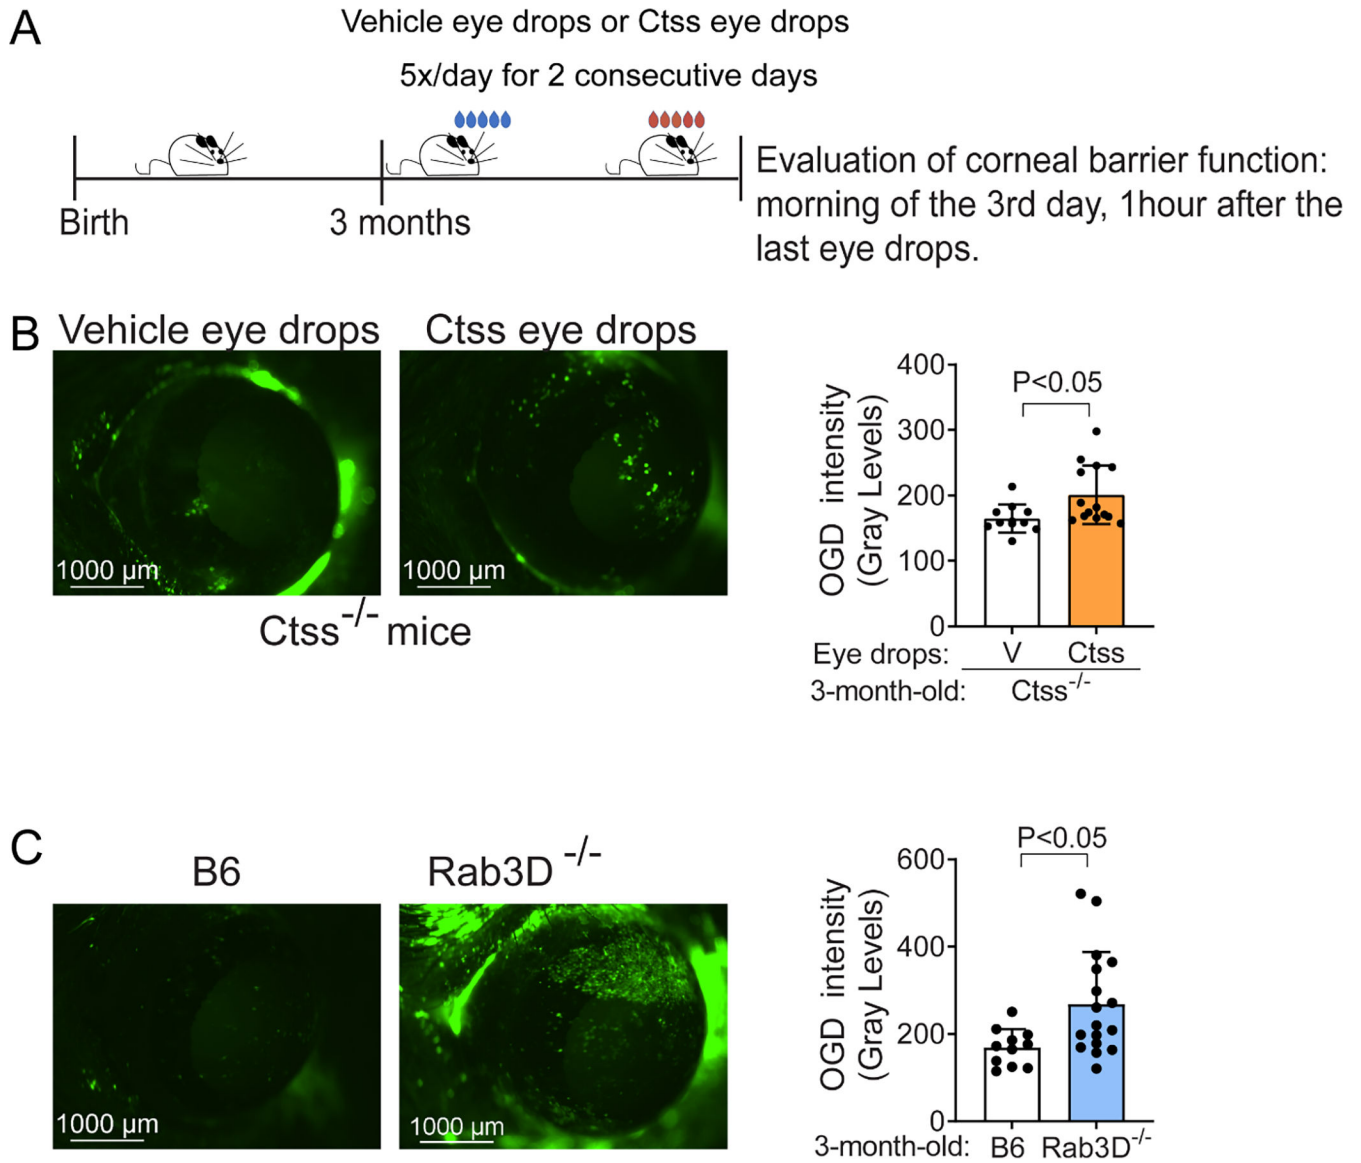 A
Vehicle eye drops or Ctss eye drops
5x/day for 2 consecutive days
Birth
3 months
Evaluation of corneal barrier function:
morning of the 3rd day, 1hour after the
last eye drops.
B
Vehicle eye drops
Ctss eye drops
1000 µm
1000 µm
Ctss-/- mice
OGD intensity
(Gray Levels)
400
300
200
100
0
P<0.05
Eye drops: V Ctss
3-month-old: Ctss-/-
C
B6
Rab3D -/-
1000 µm
1000 µm
OGD intensity
(Gray Levels)
600
400
200
0
P<0.05
3-month-old: B6 Rab3D-/-